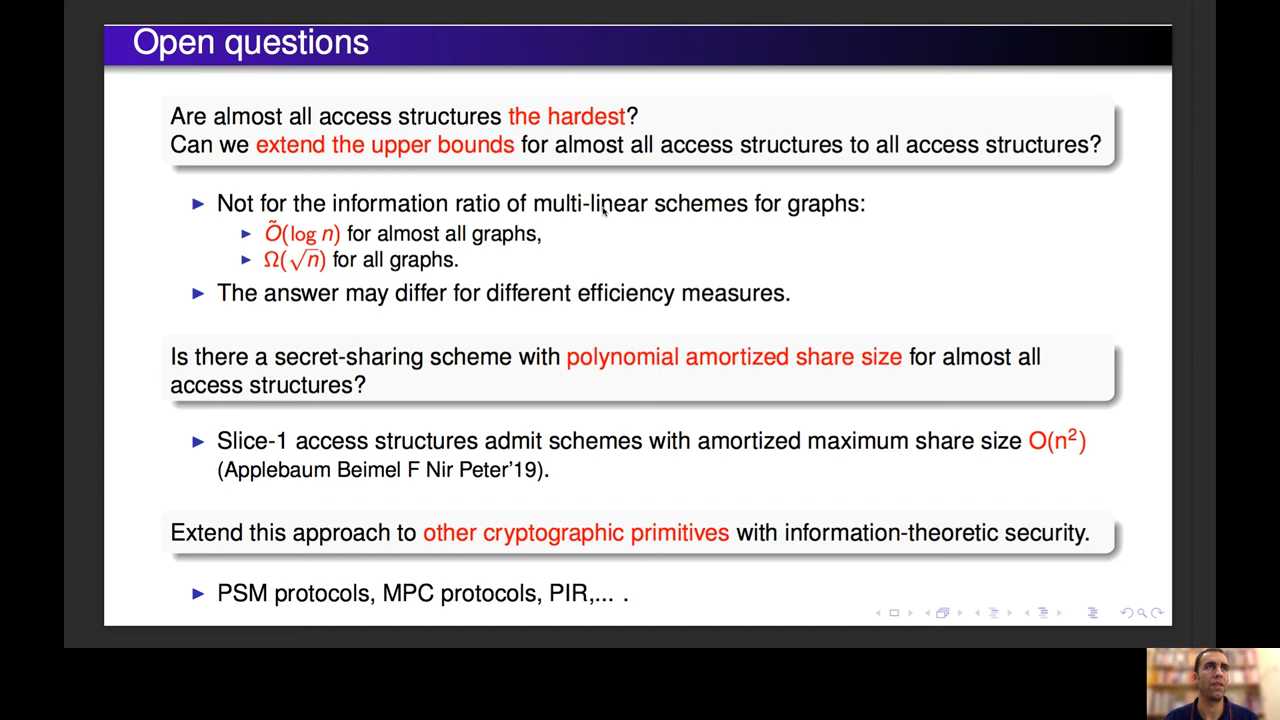 Open questions
Are almost all access structures the hardest?
Can we extend the upper bounds for almost all access structures to all access structures?
Not for the information ratio of multi-linear schemes for graphs:
Õ(log n) for almost all graphs,
Ω(√n) for all graphs.
The answer may differ for different efficiency measures.
Is there a secret-sharing scheme with polynomial amortized share size for almost all
access structures?
Slice-1 access structures admit schemes with amortized maximum share size O(n²)
(Applebaum Beimel F Nir Peter'19).
Extend this approach to other cryptographic primitives with information-theoretic security.
PSM protocols, MPC protocols, PIR,... .